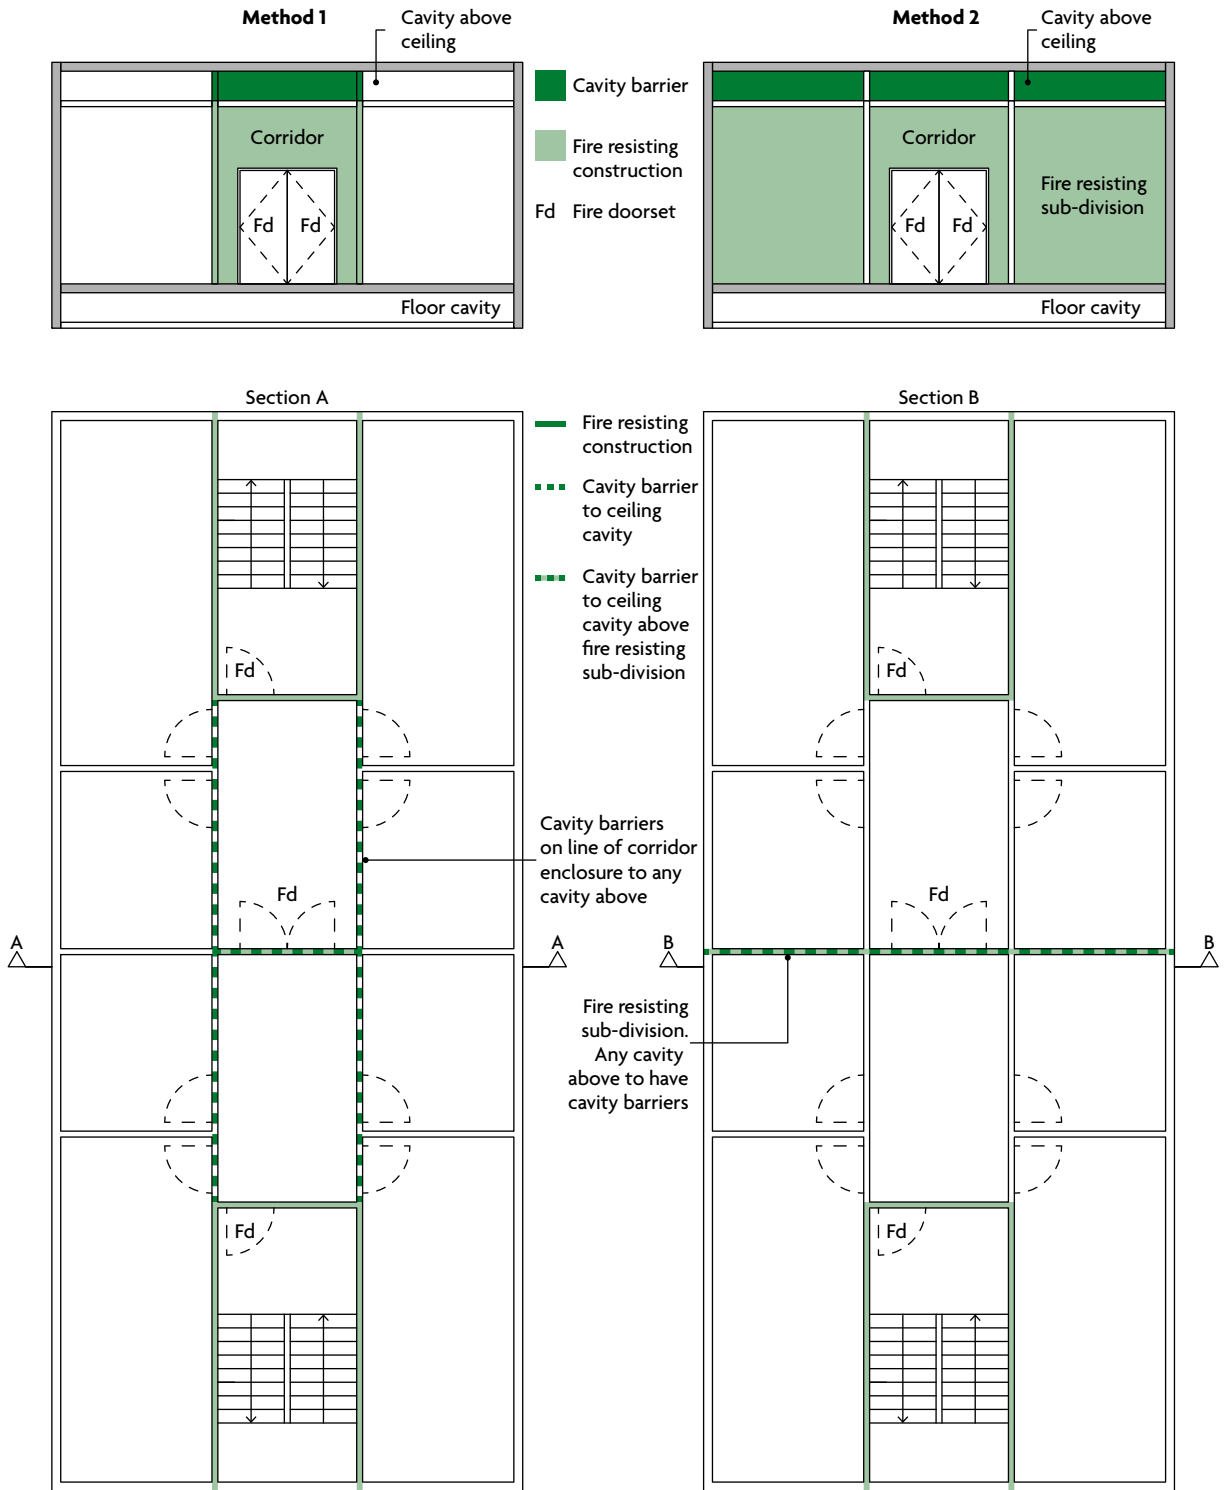 Method 1
Cavity above
ceiling
Method 2
Cavity above
ceiling
Cavity barrier
Fire resisting
construction
Fd Fire doorset
Corridor
Fd Fd
Floor cavity
Corridor
Fire resisting
sub-division
Fd Fd
Floor cavity
Section A
Section B
Fire resisting
construction
Cavity barrier
to ceiling
cavity
Cavity barrier
to ceiling
cavity above
fire resisting
sub-division
Fd
Fd
Cavity barriers
on line of corridor
enclosure to any
cavity above
Fd
Fd
A
A
B
B
Fire resisting
sub-division.
Any cavity
above to have
cavity barriers
Fd
Fd